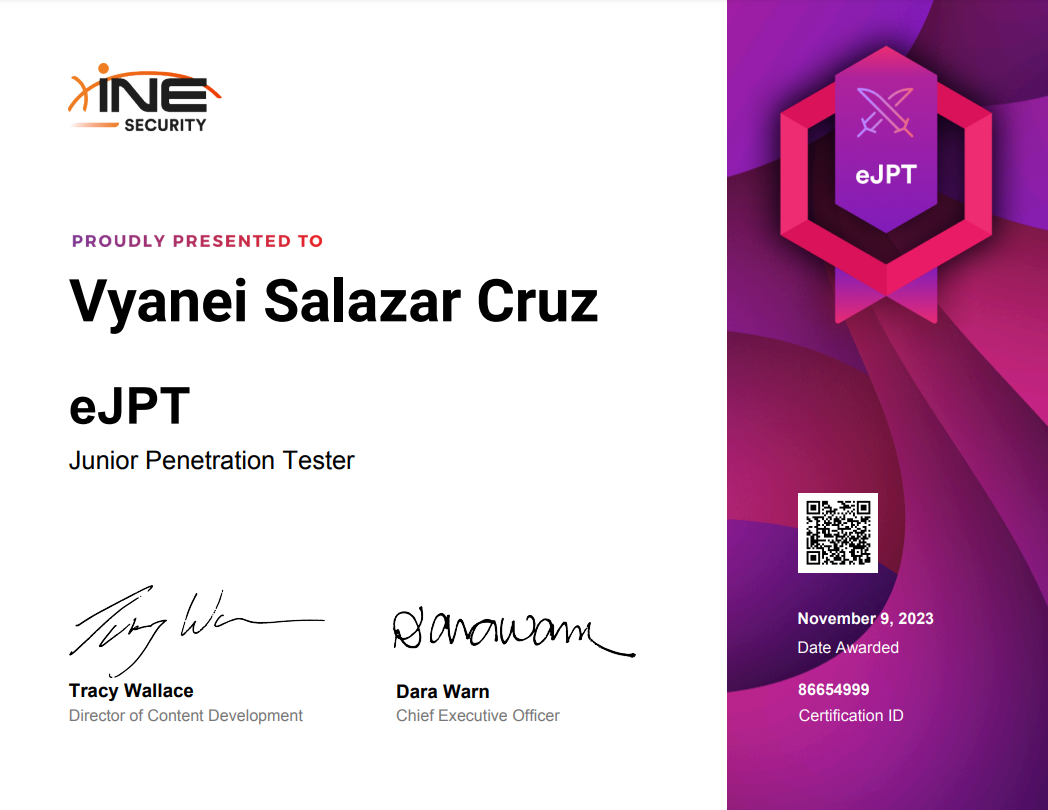 INE
SECURITY
PROUDLY PRESENTED TO
Vyanei Salazar Cruz
eJPT
Junior Penetration Tester
Tracy Wallace
Director of Content Development
Dara Warn
Chief Executive Officer
eJPT
November 9, 2023
Date Awarded
86654999
Certification ID